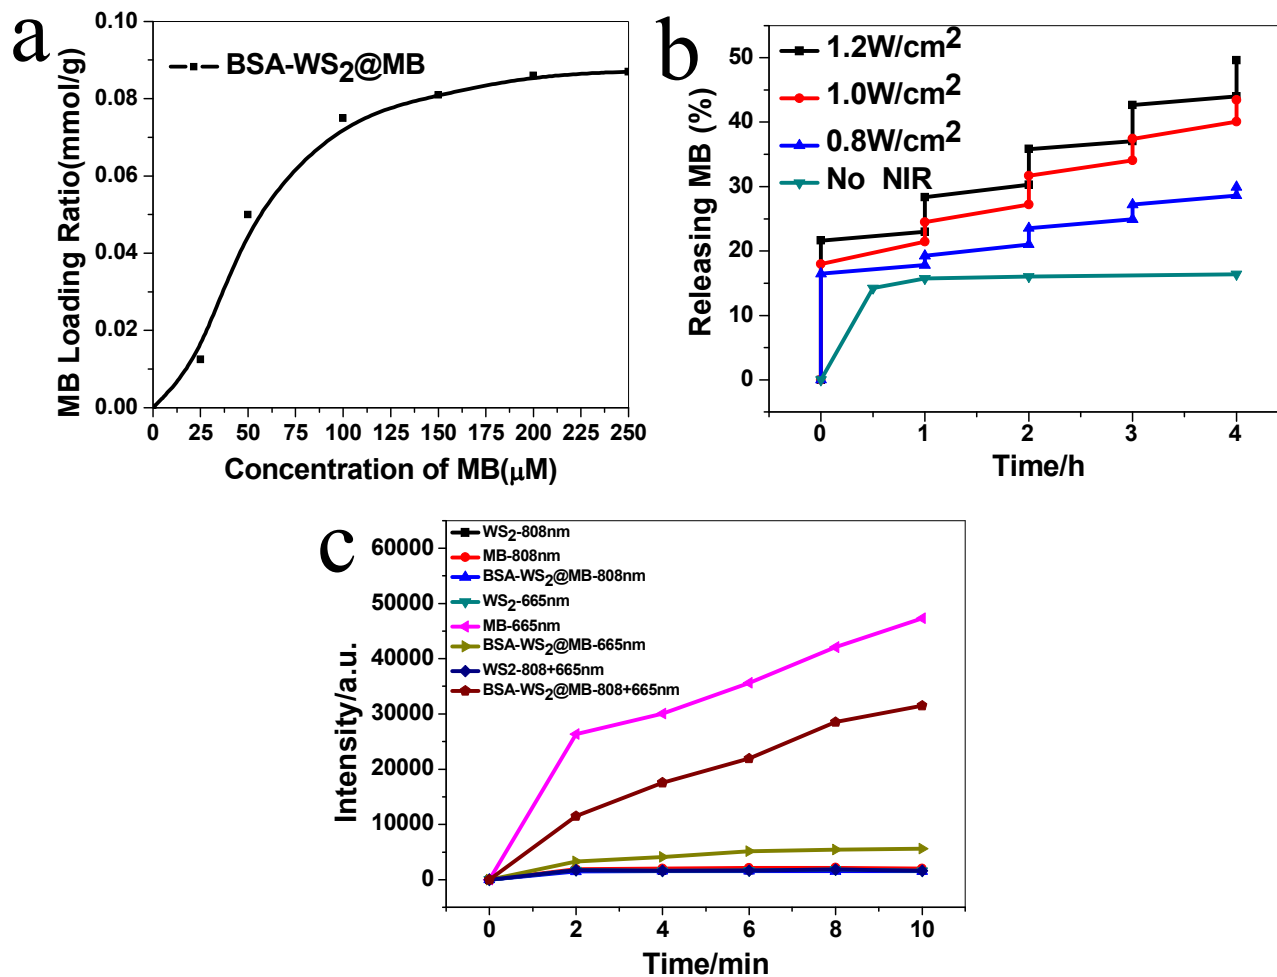 a
0.10
0.08
0.06
0.04
0.02
0.00
MB Loading Ratio(mmol/g)
BSA-WS2@MB
0 25 50 75 100 125 150 175 200 225 250
Concentration of MB(μM)
b
50
40
30
20
10
0
Releasing MB (%)
1.2W/cm2
1.0W/cm2
0.8W/cm2
No NIR
0 1 2 3 4
Time/h
c
60000
50000
40000
30000
20000
10000
0
Intensity/a.u.
WS2-808nm
MB-808nm
BSA-WS2@MB-808nm
WS2-665nm
MB-665nm
BSA-WS2@MB-665nm
WS2-808+665nm
BSA-WS2@MB-808+665nm
0 2 4 6 8 10
Time/min